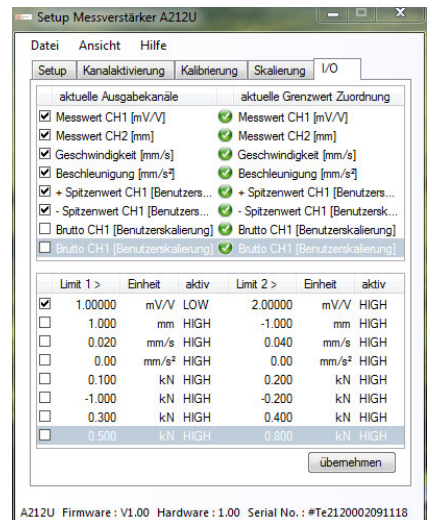 Setup Messverstärker A212U
Datei Ansicht Hilfe
Setup Kanalaktivierung Kalibrierung Skalierung I/O
aktuelle Ausgabekanäle aktuelle Grenzwert Zuordnung
Messwert CH1 [mV/V] Messwert CH1 [mV/V]
Messwert CH2 [mm] Messwert CH2 [mm]
Geschwindigkeit [mm/s] Geschwindigkeit [mm/s]
Beschleunigung [mm/s²] Beschleunigung [mm/s²]
+ Spitzenwert CH1 [Benutzers... + Spitzenwert CH1 [Benutzers...
- Spitzenwert CH1 [Benutzers... - Spitzenwert CH1 [Benutzersk...
Brutto CH1 [Benutzerskalierung] Brutto CH1 [Benutzerskalierung]
Brutto CH1 [Benutzerskalierung] Brutto CH1 [Benutzerskalierung]
Limit 1 > Einheit aktiv Limit 2 > Einheit aktiv
1.00000 mV/V LOW 2.00000 mV/V HIGH
1.000 mm HIGH -1.000 mm HIGH
0.020 mm/s HIGH 0.040 mm/s HIGH
0.00 mm/s² HIGH 0.00 mm/s² HIGH
0.100 kN HIGH 0.200 kN HIGH
-1.000 kN HIGH -0.200 kN HIGH
0.300 kN HIGH 0.400 kN HIGH
0.500 kN HIGH 0.800 kN HIGH
übernehmen
A212U Firmware : V1.00 Hardware : 1.00 Serial No. : #Te2120002091118